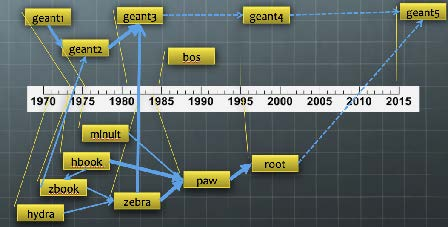 geant1
geant3
geant4
geant5
geant2
bos
1970 1975 1980 1985 1990 1995 2000 2005 2010 2015
minuit
hbook
root
paw
zbook
zebra
hydra